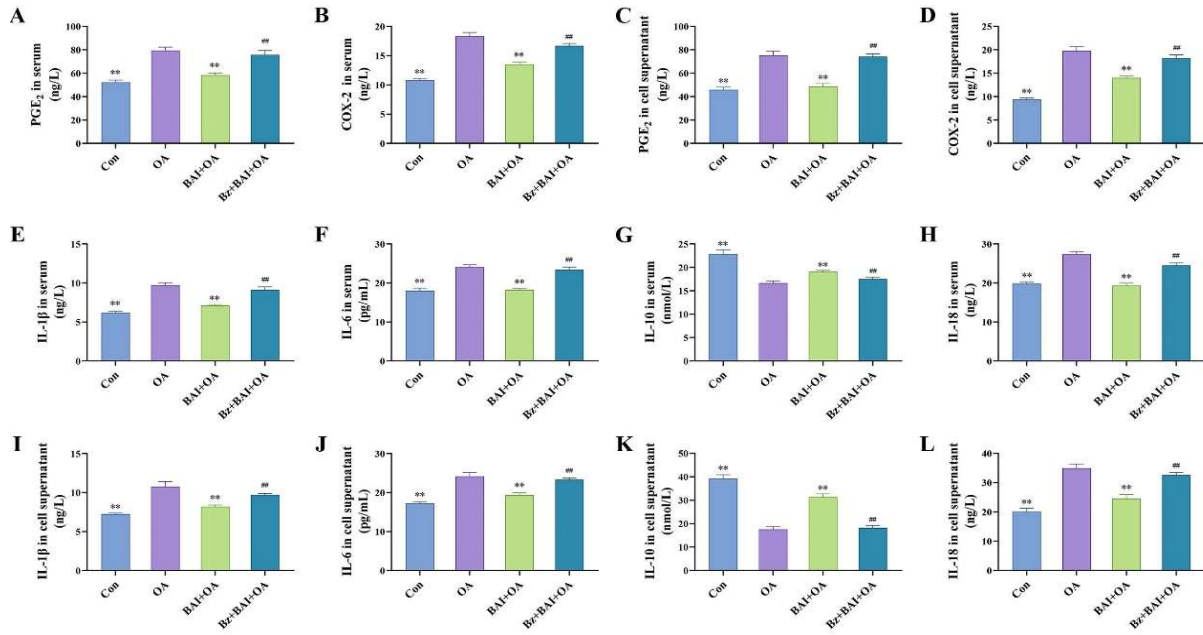 A
PGE2 in serum
(ng/L)
100
80
60
40
20
0
**
**
##
Con
OA
BAI+OA
Bz+BAI+OA
B
COX-2 in serum
(ng/L)
20
15
10
5
0
**
**
##
Con
OA
BAI+OA
Bz+BAI+OA
C
PGE2 in cell supernatant
(ng/L)
100
80
60
40
20
0
**
**
##
Con
OA
BAI+OA
Bz+BAI+OA
D
COX-2 in cell supernatant
(ng/L)
25
20
15
10
5
0
**
**
##
Con
OA
BAI+OA
Bz+BAI+OA
E
IL-1β in serum
(ng/L)
15
10
5
0
**
**
##
Con
OA
BAI+OA
Bz+BAI+OA
F
IL-6 in serum
(pg/mL)
30
20
10
0
**
**
##
Con
OA
BAI+OA
Bz+BAI+OA
G
IL-10 in serum
(nmol/L)
25
20
15
10
5
0
**
**
##
Con
OA
BAI+OA
Bz+BAI+OA
H
IL-18 in serum
(ng/L)
30
20
10
0
**
**
##
Con
OA
BAI+OA
Bz+BAI+OA
I
IL-1β in cell supernatant
(ng/L)
15
10
5
0
**
**
##
Con
OA
BAI+OA
Bz+BAI+OA
J
IL-6 in cell supernatant
(pg/mL)
30
20
10
0
**
**
##
Con
OA
BAI+OA
Bz+BAI+OA
K
IL-10 in cell supernatant
(nmol/L)
50
40
30
20
10
0
**
**
##
Con
OA
BAI+OA
Bz+BAI+OA
L
IL-18 in cell supernatant
(ng/L)
40
30
20
10
0
**
**
##
Con
OA
BAI+OA
Bz+BAI+OA